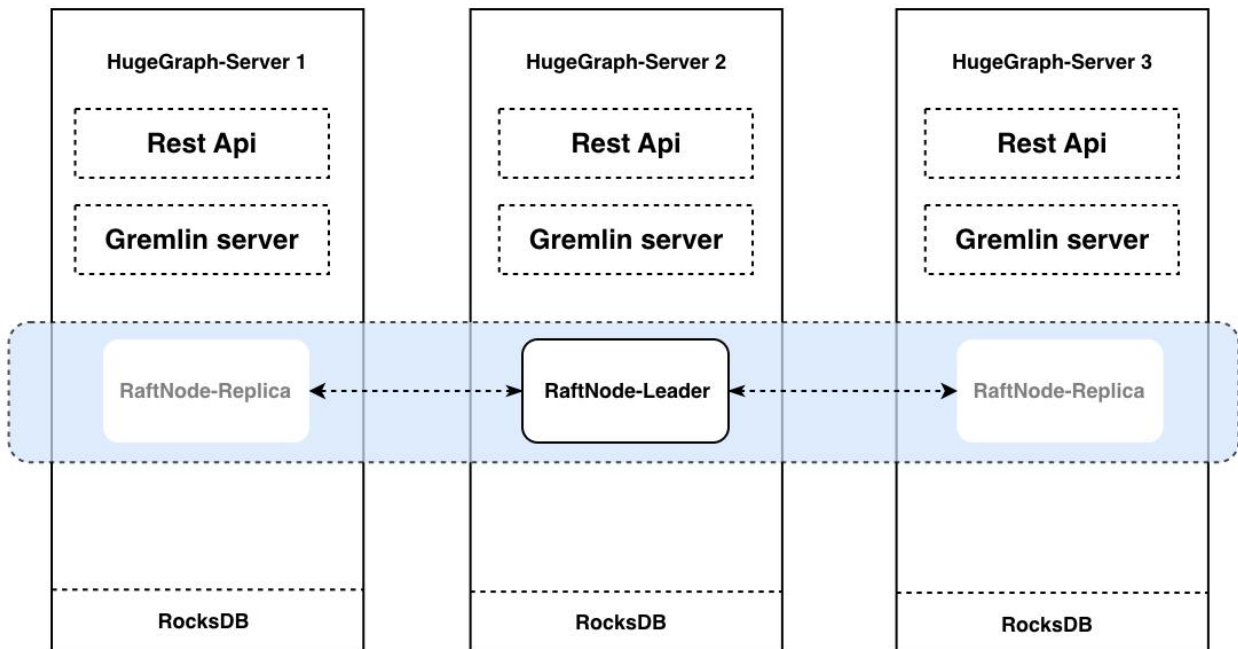 HugeGraph-Server 1
HugeGraph-Server 2
HugeGraph-Server 3
Rest Api
Rest Api
Rest Api
Gremlin server
Gremlin server
Gremlin server
RaftNode-Replica
RaftNode-Leader
RaftNode-Replica
RocksDB
RocksDB
RocksDB